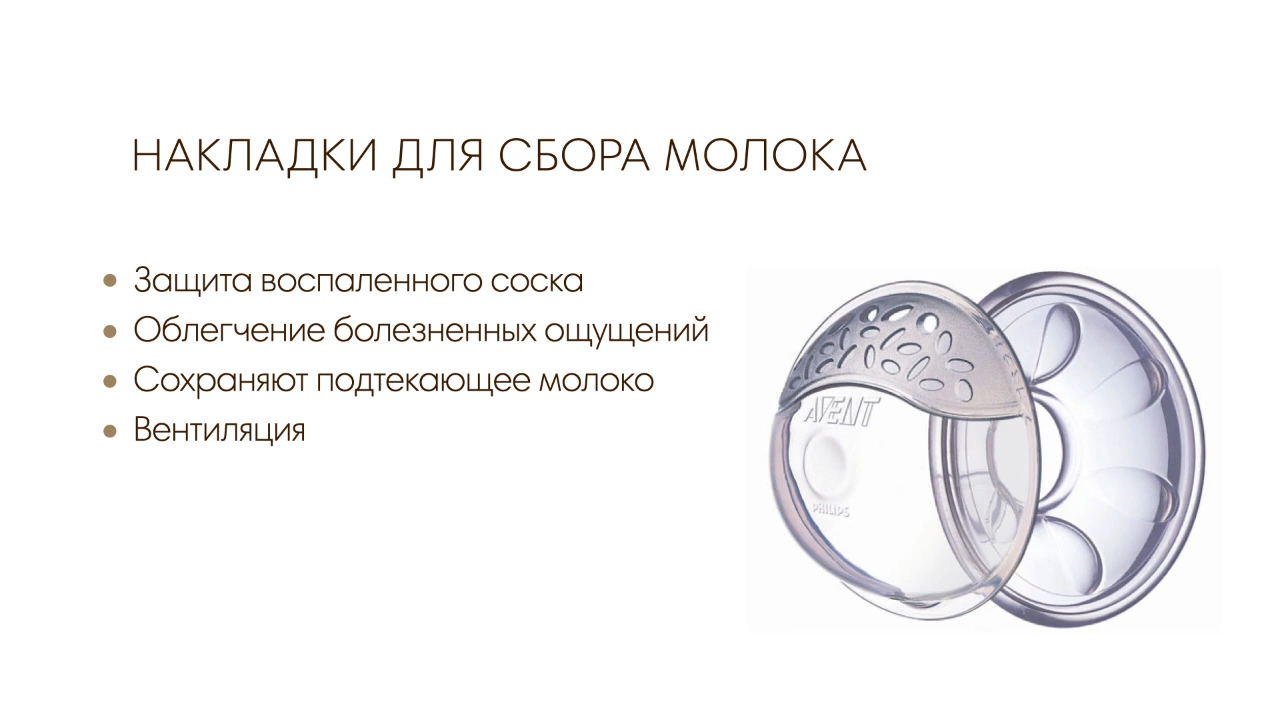 НАКЛАДКИ ДЛЯ СБОРА МОЛОКА
Защита воспаленного соска
Облегчение болезненных ощущений
Сохраняют подтекающее молоко
Вентиляция
AVENT
PHILIPS